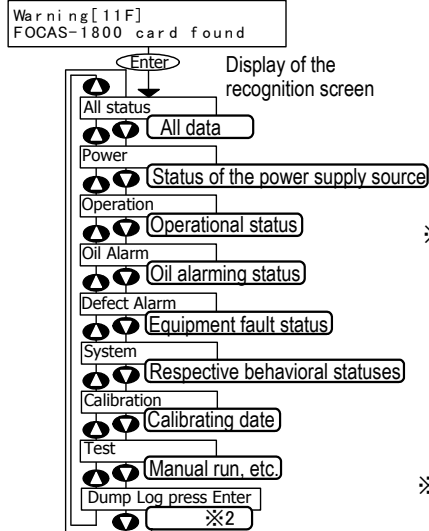 Warning[11F]
FOCAS-1800 card found
Enter
Display of the
recognition screen
All status
All data
Power
Status of the power supply source
Operation
Operational status
※
Oil Alarm
Oil alarming status
Defect Alarm
Equipment fault status
System
Respective behavioral statuses
Calibration
Calibrating date
Test
Manual run, etc.
※
Dump Log press Enter
※2